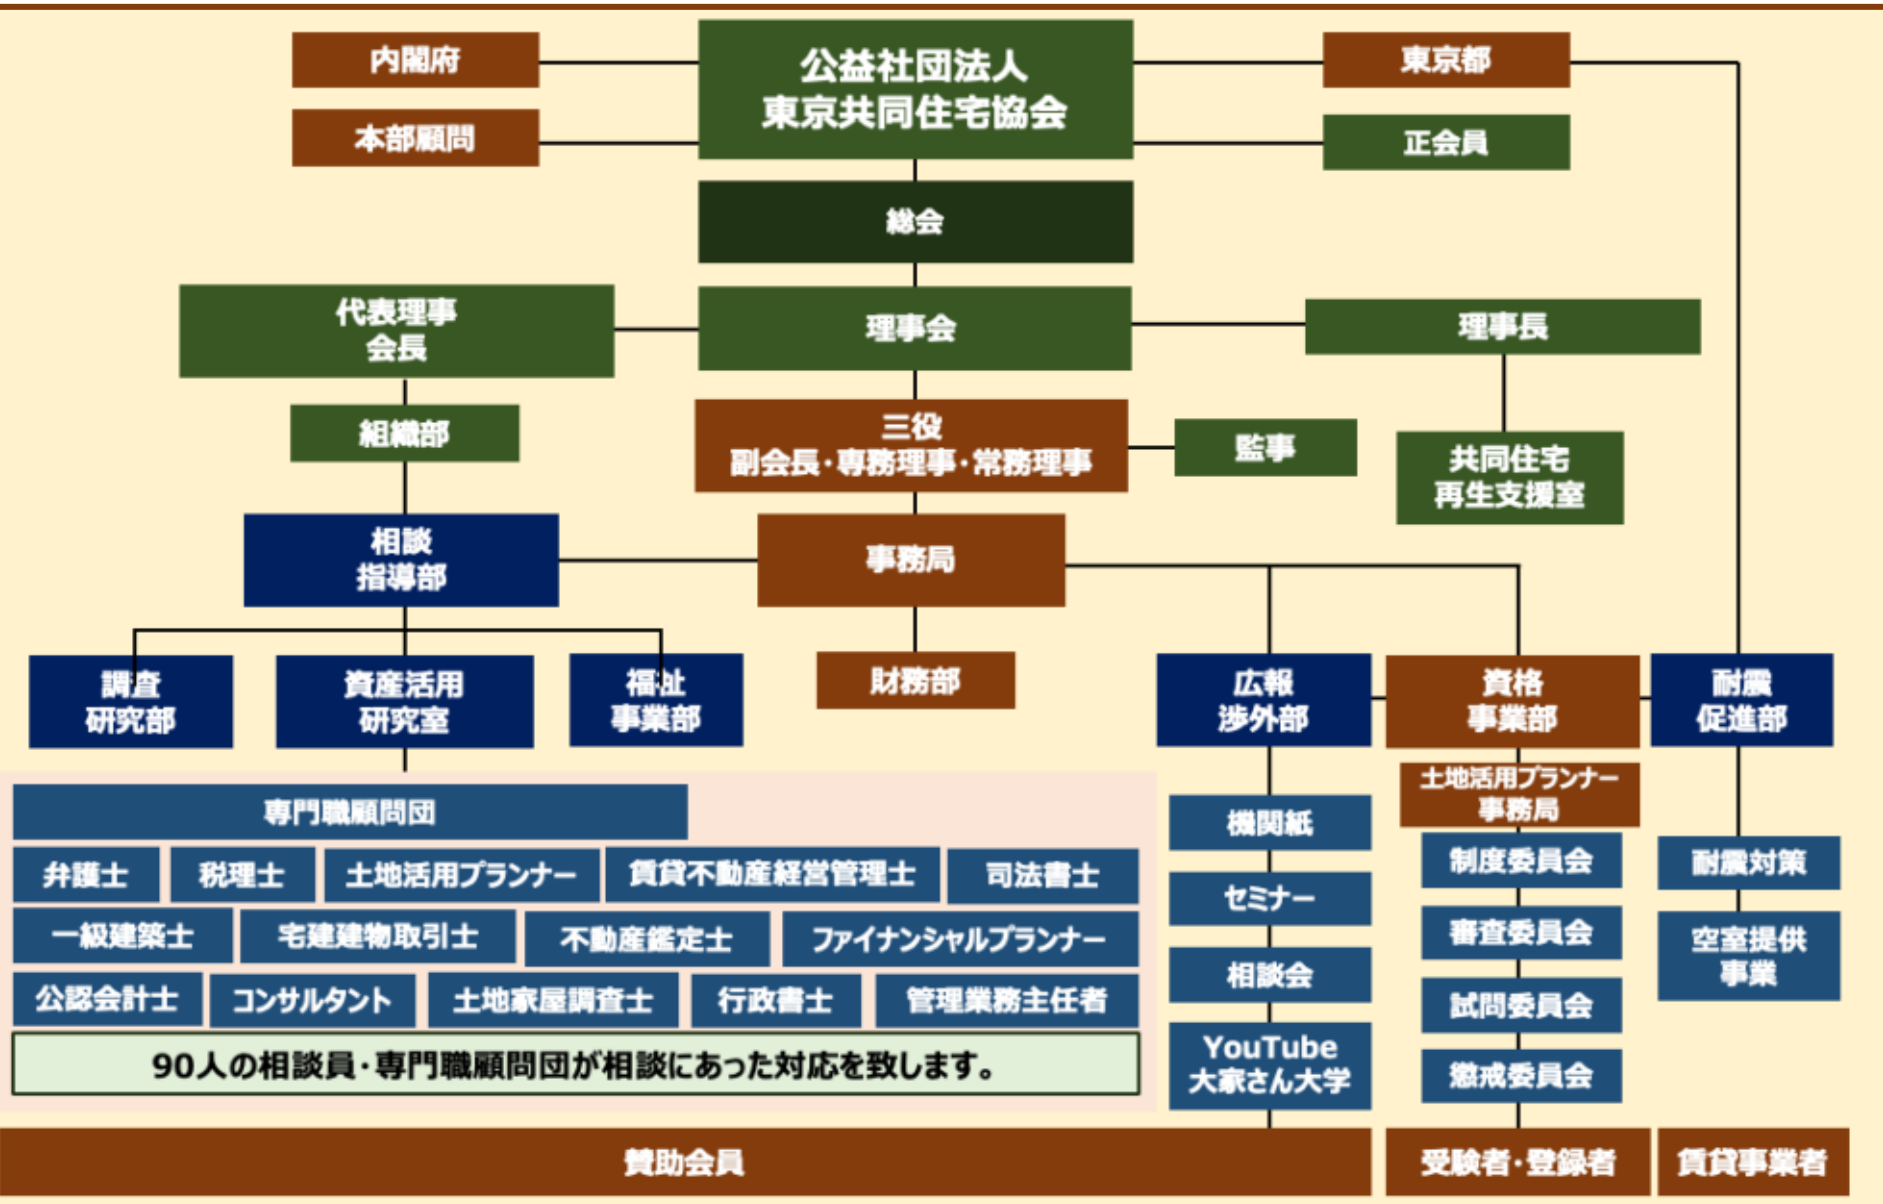 内閣府
公益社団法人
東京共同住宅協会
東京都
本部顧問
正会員
総会
代表理事
会長
理事会
理事長
組織部
三役
副会長・専務理事・常務理事
監事
共同住宅
再生支援室
相談
指導部
事務局
調査
研究部
資産活用
研究室
福祉
事業部
財務部
広報
渉外部
資格
事業部
耐震
促進部
専門職顧問団
弁護士
税理士
土地活用プランナー
賃貸不動産経営管理士
司法書士
一級建築士
宅建建物取引士
不動産鑑定士
ファイナンシャルプランナー
公認会計士
コンサルタント
土地家屋調査士
行政書士
管理業務主任者
90人の相談員・専門職顧問団が相談にあった対応を致します。
機関紙
セミナー
相談会
YouTube
大家さん大学
土地活用プランナー
事務局
制度委員会
審査委員会
試問委員会
懲戒委員会
耐震対策
空室提供
事業
賛助会員
受験者・登録者
賃貸事業者